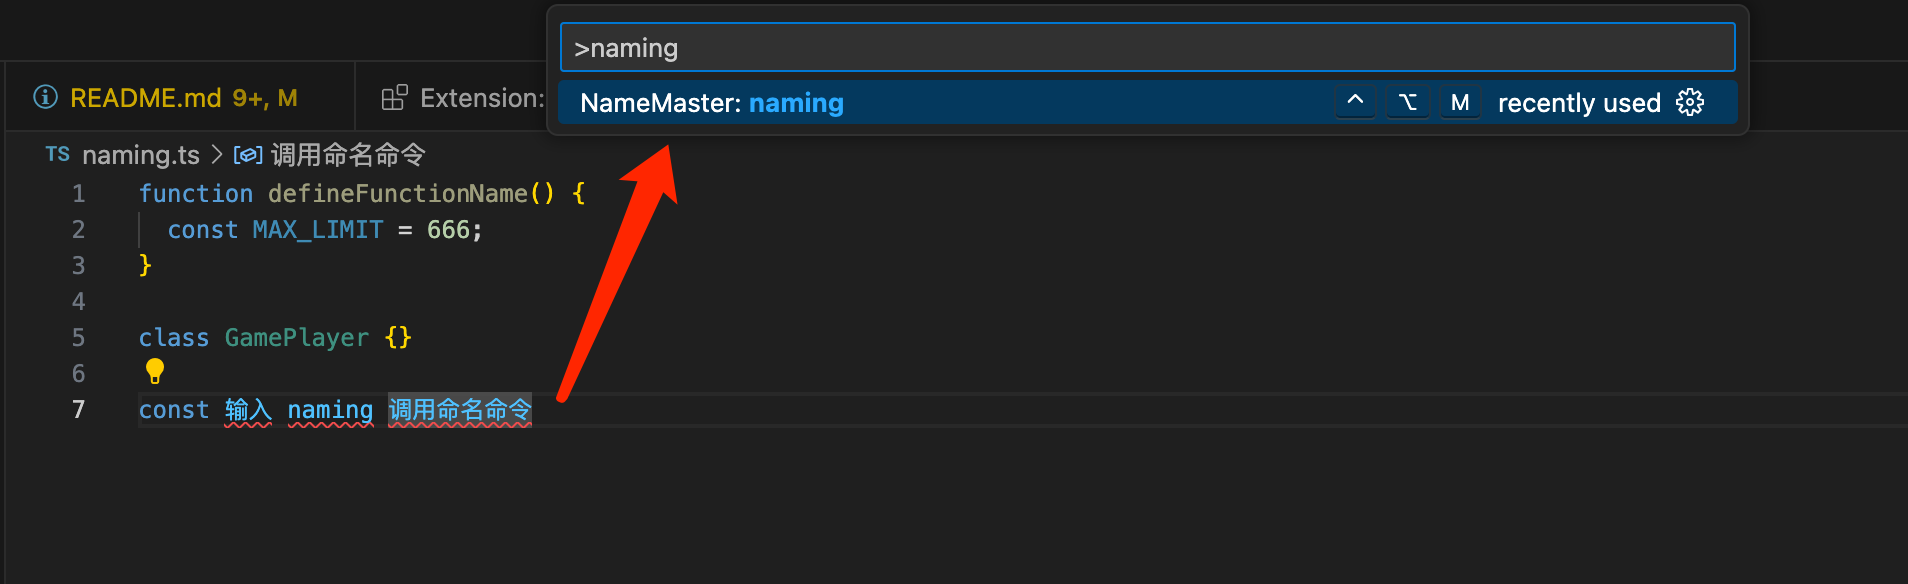 >naming
NameMaster: naming ^ ⌥ M recently used
README.md 9+, M Extension:
TS naming.ts > 调用命名命令
1 function defineFunctionName() {
2 const MAX_LIMIT = 666;
3 }
4
5 class GamePlayer {}
6
7 const 输入 naming 调用命名命令